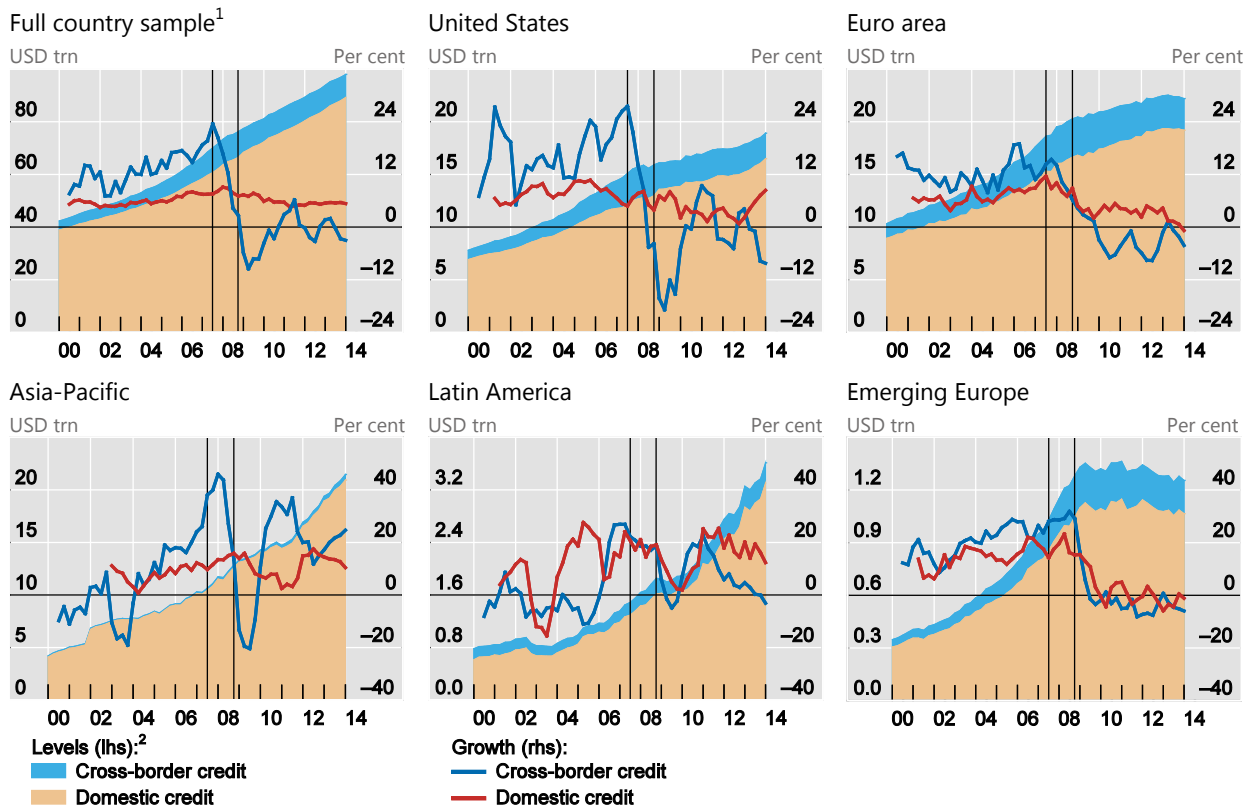 Full country sample1
USD trn Per cent
80 24
60 12
40 0
20 –12
0 –24
00 02 04 06 08 10 12 14
United States
USD trn Per cent
20 24
15 12
10 0
5 –12
0 –24
00 02 04 06 08 10 12 14
Euro area
USD trn Per cent
20 24
15 12
10 0
5 –12
0 –24
00 02 04 06 08 10 12 14
Asia-Pacific
USD trn Per cent
20 40
15 20
10 0
5 –20
0 –40
00 02 04 06 08 10 12 14
Latin America
USD trn Per cent
3.2 40
2.4 20
1.6 0
0.8 –20
0.0 –40
00 02 04 06 08 10 12 14
Emerging Europe
USD trn Per cent
1.2 40
0.9 20
0.6 0
0.3 –20
0.0 –40
00 02 04 06 08 10 12 14
Levels (lhs):2
Cross-border credit
Domestic credit
Growth (rhs):
Cross-border credit
Domestic credit